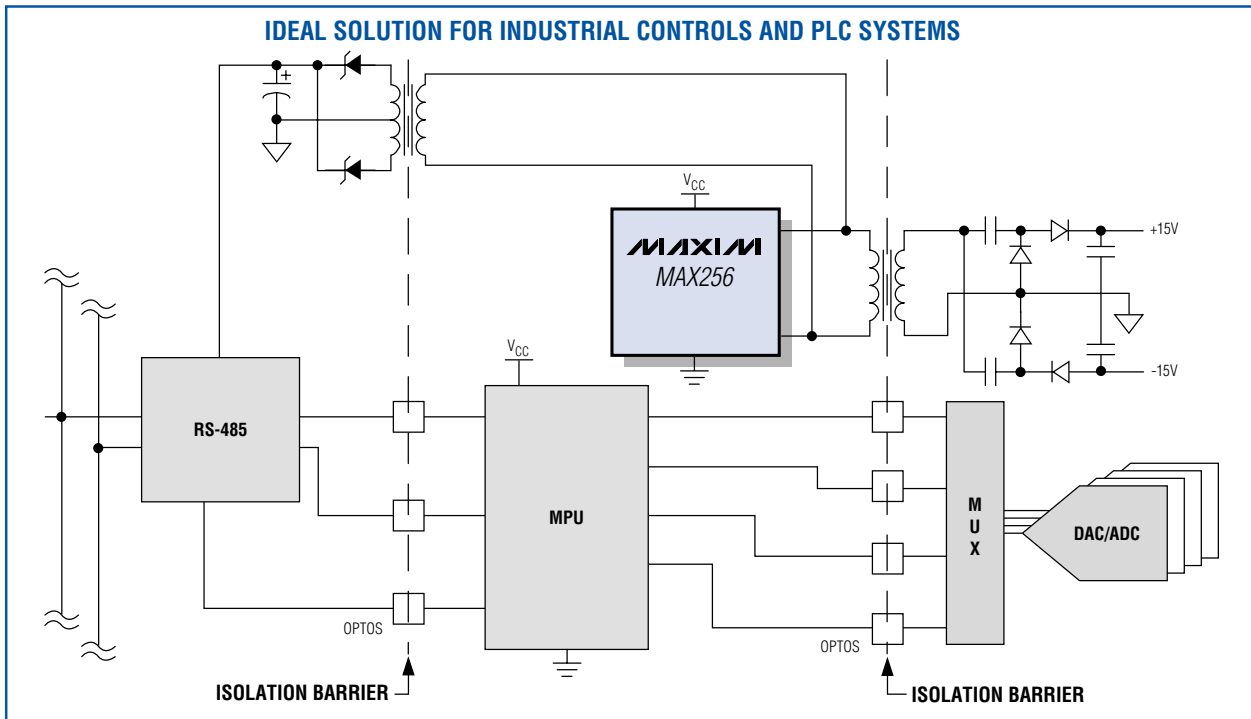 IDEAL SOLUTION FOR INDUSTRIAL CONTROLS AND PLC SYSTEMS
+
VCC
MAXIM
MAX256
+15V
-15V
VCC
RS-485
MPU
MUX
DAC/ADC
OPTOS
OPTOS
ISOLATION BARRIER
ISOLATION BARRIER